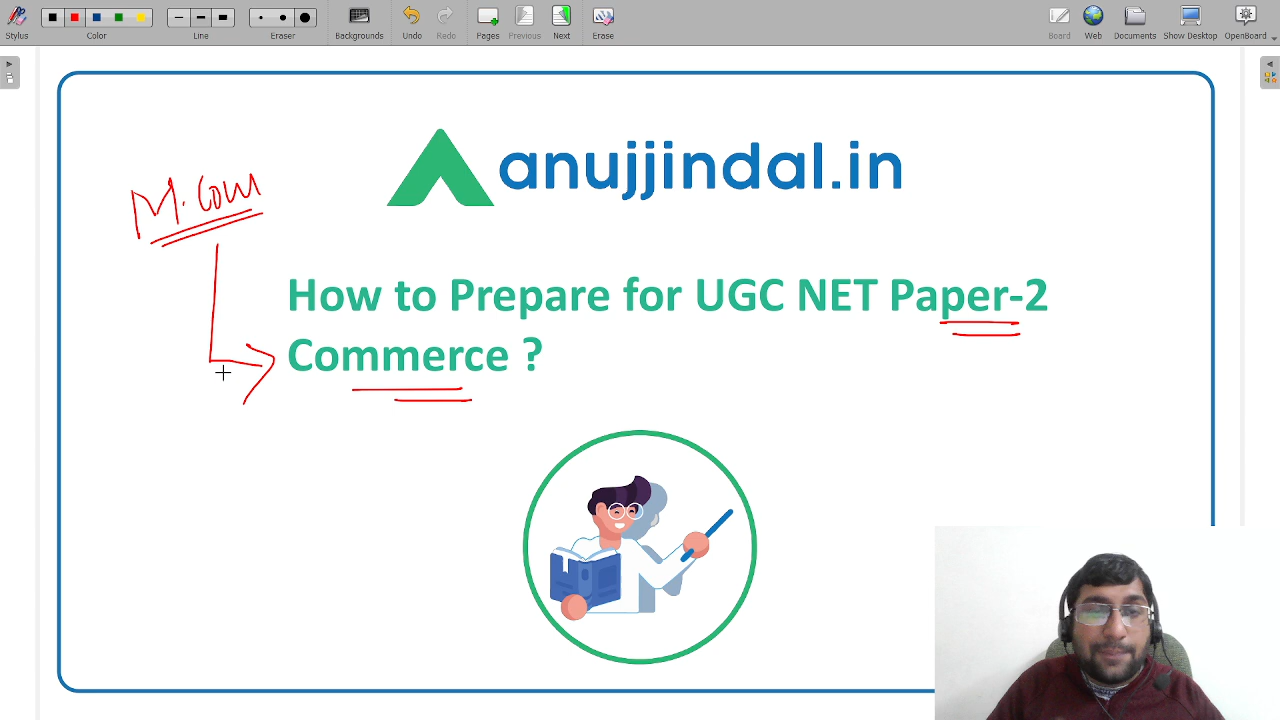 Stylus
Color
Line
Eraser
Backgrounds
Undo
Redo
Pages
Previous
Next
Erase
Board
Web
Documents
Show Desktop
OpenBoard
anujjindal.in
M.Com
How to Prepare for UGC NET Paper-2
Commerce ?